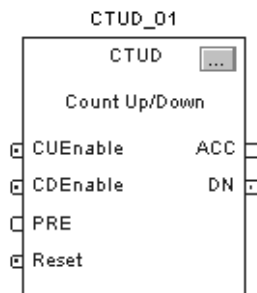 CTUD_01
CTUD ...
Count Up/Down
CUEnable ACC
CDEnable DN
PRE
Reset